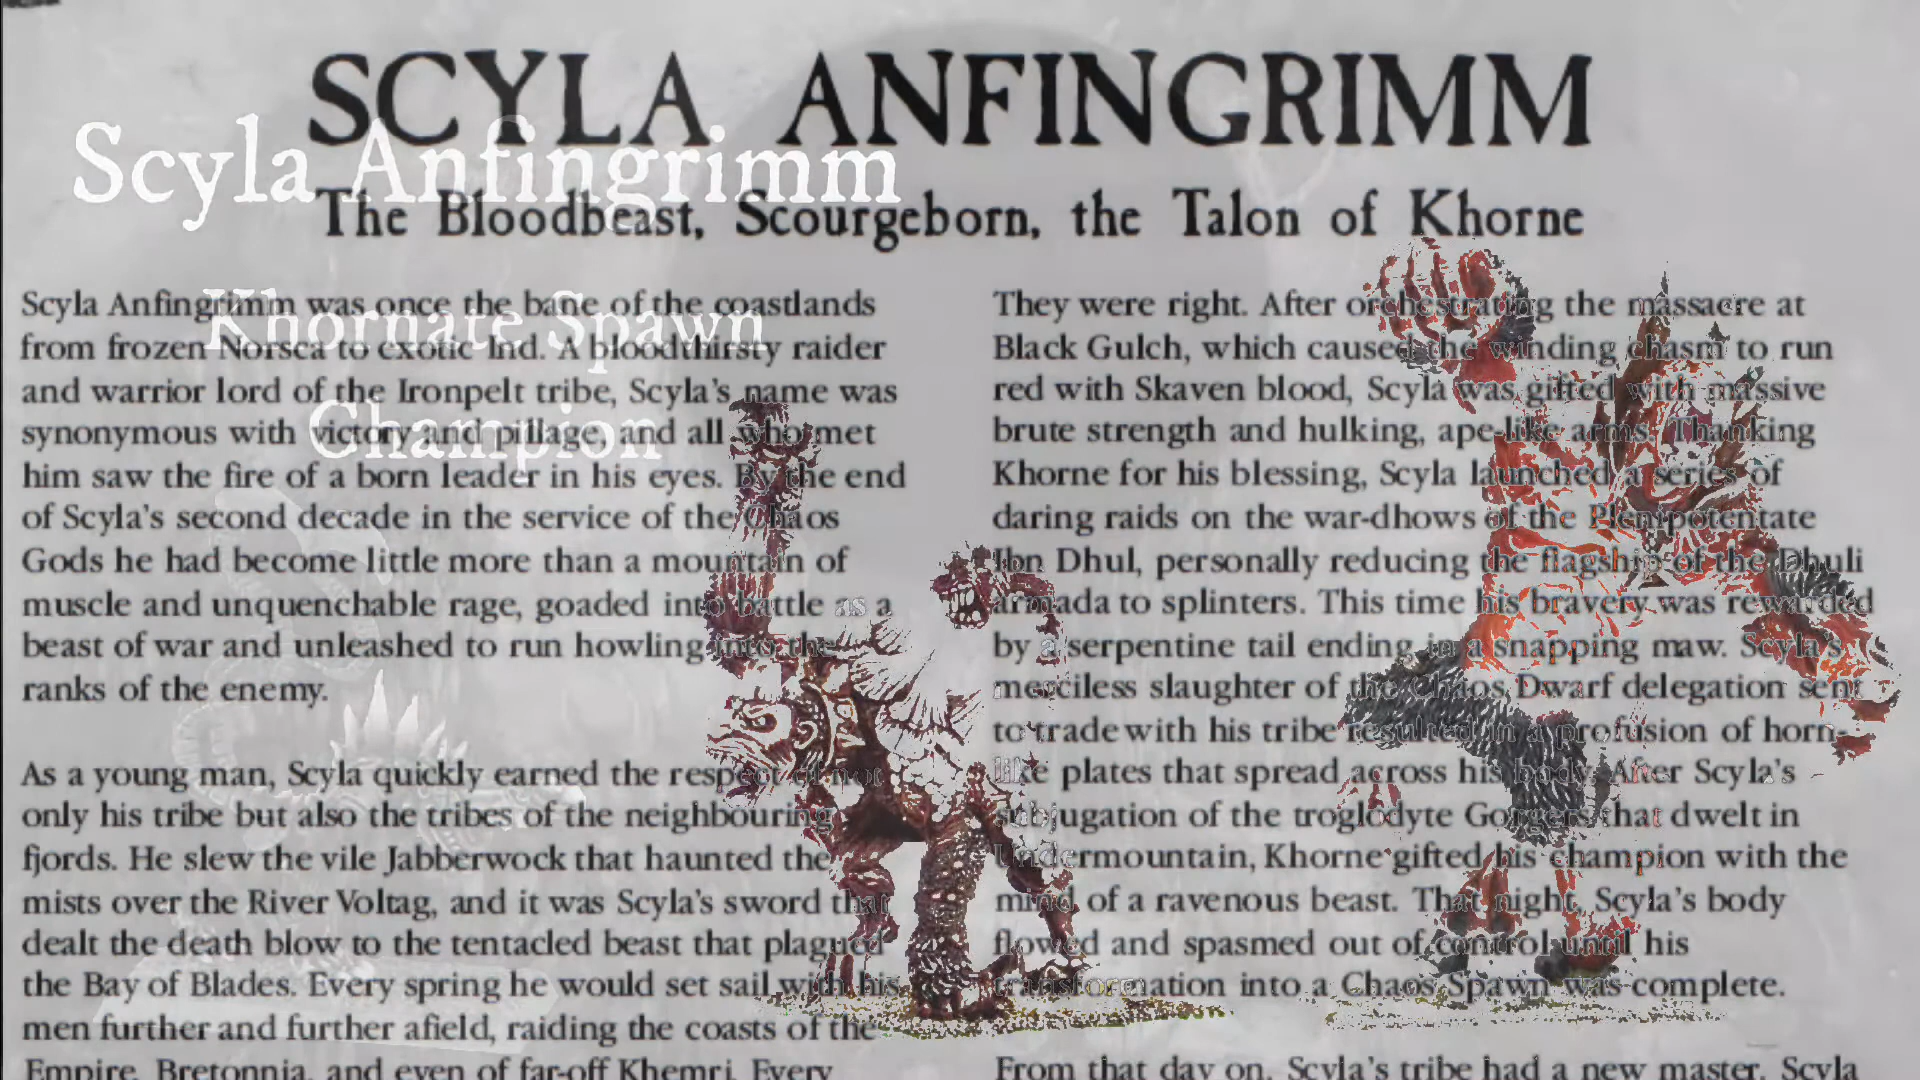 SCYLA ANFINGRIMM
Scyla Anfingrimm
The Bloodbeast, Scourgeborn, the Talon of Khorne
Khornate Spawn
Champion
Scyla Anfingrimm was once the bane of the coastlands
from frozen Norsca to exotic Ind. A bloodthirsty raider
and warrior lord of the Ironpelt tribe, Scyla's name was
synonymous with victory and pillage, and all who met
him saw the fire of a born leader in his eyes. By the end
of Scyla's second decade in the service of the Chaos
Gods he had become little more than a mountain of
muscle and unquenchable rage, goaded into battle as a
beast of war and unleashed to run howling into the
ranks of the enemy.
As a young man, Scyla quickly earned the respect of not
only his tribe but also the tribes of the neighbouring
fjords. He slew the vile Jabberwock that haunted the
mists over the River Voltag, and it was Scyla's sword that
dealt the death blow to the tentacled beast that plagued
the Bay of Blades. Every spring he would set sail with his
men further and further afield, raiding the coasts of the
Empire, Bretonnia, and even of far-off Khemri. Every
They were right. After orchestrating the massacre at
Black Gulch, which caused the winding chasm to run
red with Skaven blood, Scyla was gifted with massive
brute strength and hulking, ape-like arms. Thanking
Khorne for his blessing, Scyla launched a series of
daring raids on the war-dhows of the Plenipotentate
Ibn Dhul, personally reducing the flagship of the Dhuli
armada to splinters. This time his bravery was rewarded
by a serpentine tail ending in a snapping maw. Scyla's
merciless slaughter of the Chaos Dwarf delegation sent
to trade with his tribe resulted in a profusion of horn-
like plates that spread across his body. After Scyla's
subjugation of the troglodyte Gorgers that dwelt in
Undermountain, Khorne gifted his champion with the
mind of a ravenous beast. That night, Scyla's body
flowed and spasmed out of control until his
transformation into a Chaos Spawn was complete.
From that day on, Scyla's tribe had a new master. Scyla